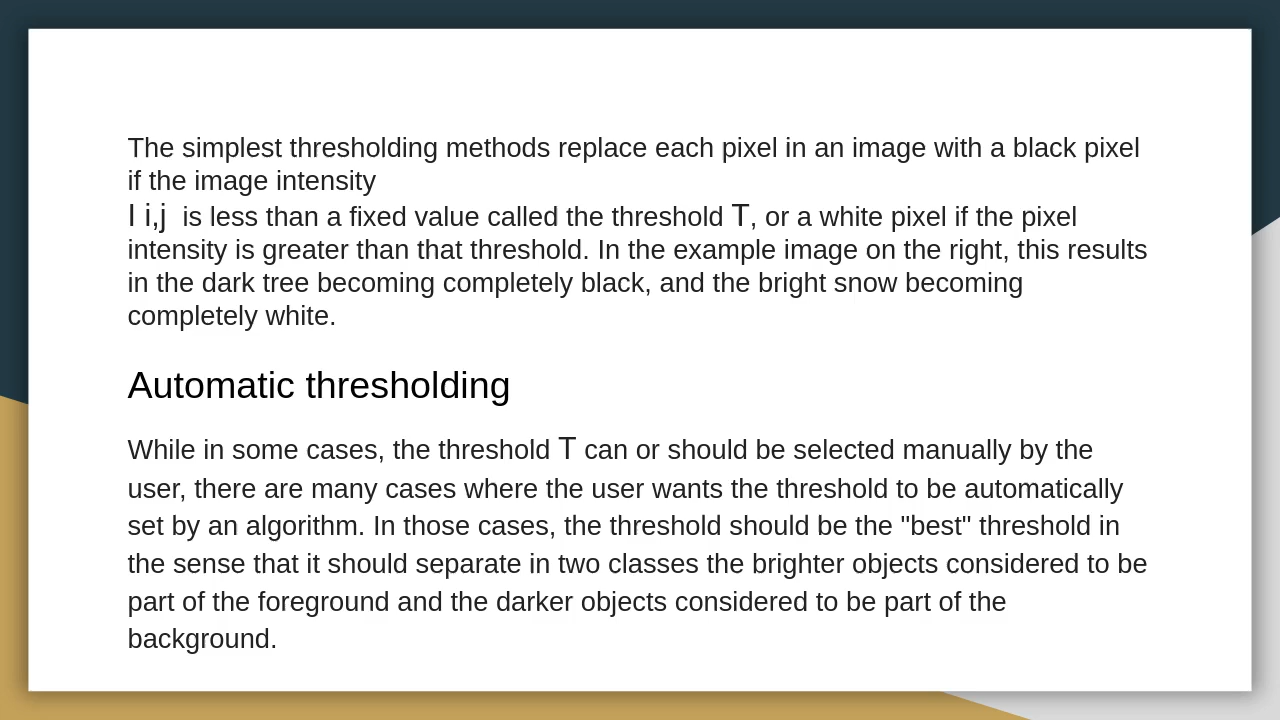 The simplest thresholding methods replace each pixel in an image with a black pixel
if the image intensity
I i,j  is less than a fixed value called the threshold T, or a white pixel if the pixel
intensity is greater than that threshold. In the example image on the right, this results
in the dark tree becoming completely black, and the bright snow becoming
completely white.
Automatic thresholding
While in some cases, the threshold T can or should be selected manually by the
user, there are many cases where the user wants the threshold to be automatically
set by an algorithm. In those cases, the threshold should be the "best" threshold in
the sense that it should separate in two classes the brighter objects considered to be
part of the foreground and the darker objects considered to be part of the
background.